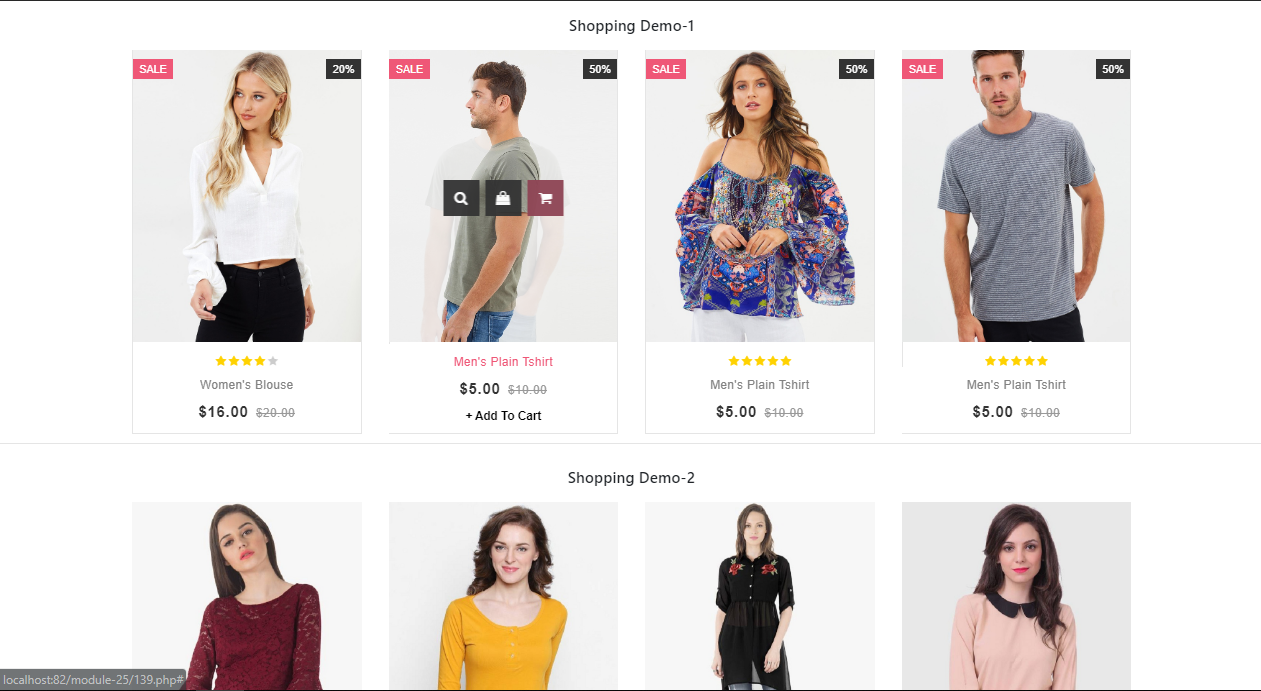 Shopping Demo-1
SALE 20% SALE 50% SALE 50% SALE 50%
Women's Blouse
$16.00 $20.00
Men's Plain Tshirt
$5.00 $10.00
+ Add To Cart
Men's Plain Tshirt
$5.00 $10.00
Men's Plain Tshirt
$5.00 $10.00
Shopping Demo-2
localhost:82/module-25/139.php#